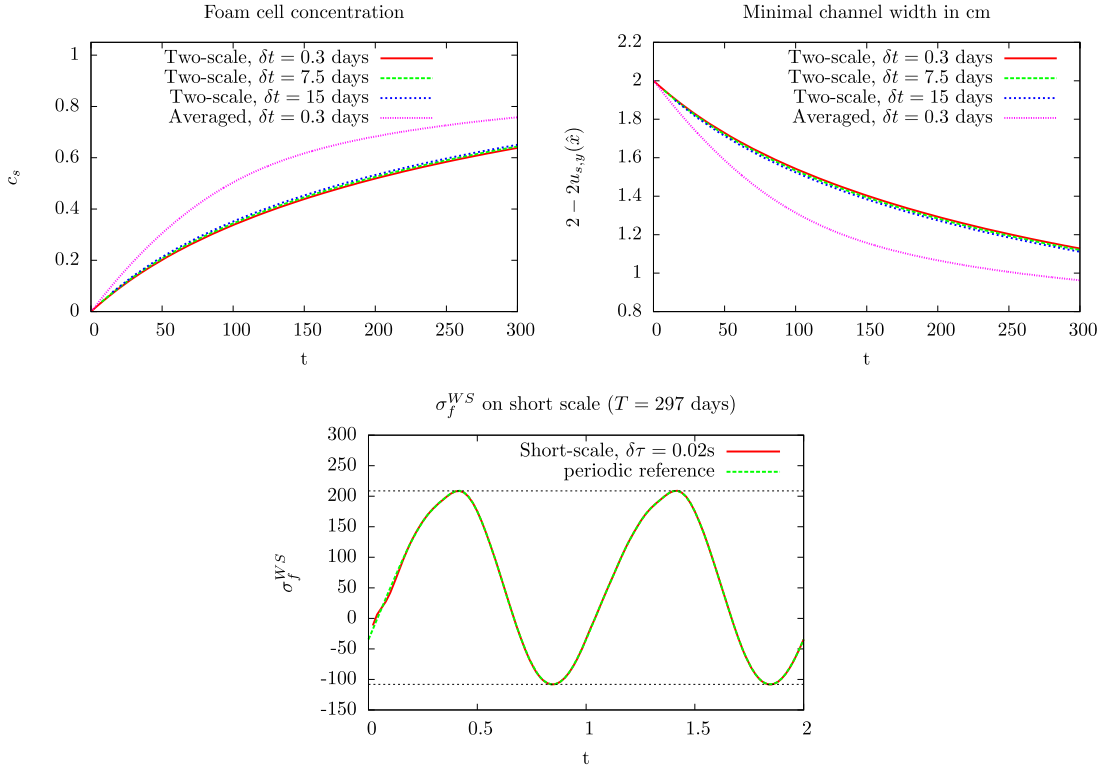 Foam cell concentration
1
0.8
0.6
0.4
0.2
0
0 50 100 150 200 250 300
c_s
t
Two-scale, δt = 0.3 days
Two-scale, δt = 7.5 days
Two-scale, δt = 15 days
Averaged, δt = 0.3 days
Minimal channel width in cm
2.2
2
1.8
1.6
1.4
1.2
1
0.8
0 50 100 150 200 250 300
2 − 2u_{s,y}(x̂)
t
Two-scale, δt = 0.3 days
Two-scale, δt = 7.5 days
Two-scale, δt = 15 days
Averaged, δt = 0.3 days
σ_f^{WS} on short scale (T = 297 days)
300
250
200
150
100
50
0
-50
-100
-150
0 0.5 1 1.5 2
σ_f^{WS}
t
Short-scale, δτ = 0.02s
periodic reference